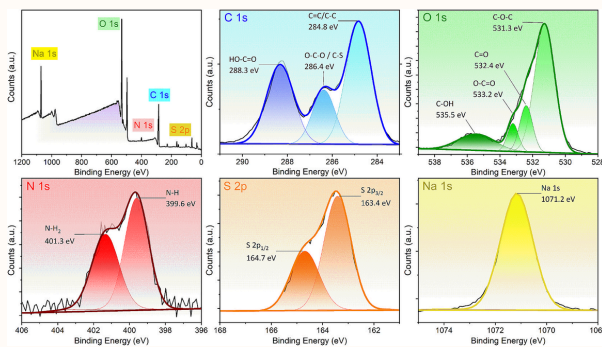 Counts (a.u.)
Na 1s
O 1s
N 1s
C 1s
S 2p
1200 1000 800 600 400 200 0
Binding Energy (eV)
C 1s
Counts (a.u.)
HO-C=O
288.3 eV
O-C-O / C-S
286.4 eV
C=C/C-C
284.8 eV
290 288 286 284
Binding Energy (eV)
O 1s
Counts (a.u.)
C-OH
535.5 eV
O-C=O
533.2 eV
C=O
532.4 eV
C-O-C
531.3 eV
538 536 534 532 530 528
Binding Energy (eV)
N 1s
Counts (a.u.)
N-H₂
401.3 eV
N-H
399.6 eV
406 404 402 400 398 396
Binding Energy (eV)
S 2p
Counts (a.u.)
S 2p1/2
164.7 eV
S 2p3/2
163.4 eV
168 166 164 162
Binding Energy (eV)
Na 1s
Counts (a.u.)
Na 1s
1071.2 eV
1074 1072 1070 106
Binding Energy (eV)